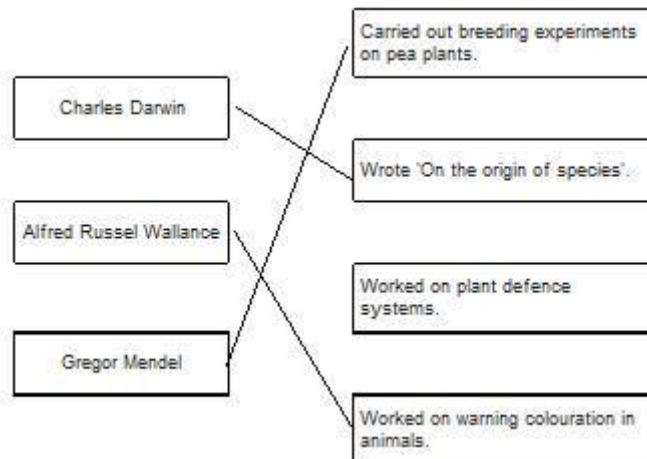 Charles Darwin
Alfred Russel Wallance
Gregor Mendel
Carried out breeding experiments
on pea plants.
Wrote 'On the origin of species'.
Worked on plant defence
systems.
Worked on warning colouration in
animals.